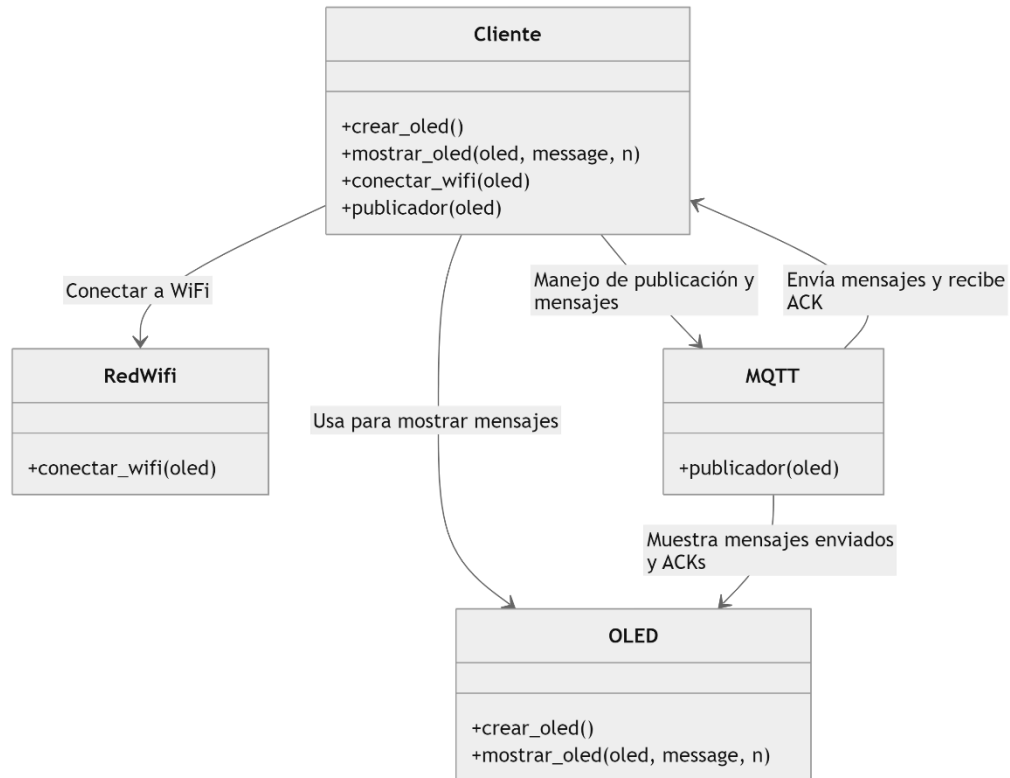 Cliente
+crear_oled()
+mostrar_oled(oled, message, n)
+conectar_wifi(oled)
+publicador(oled)
Conectar a WiFi
Manejo de publicación y
mensajes
Envía mensajes y recibe
ACK
RedWifi
+conectar_wifi(oled)
MQTT
+publicador(oled)
Usa para mostrar mensajes
Muestra mensajes enviados
y ACKs
OLED
+crear_oled()
+mostrar_oled(oled, message, n)